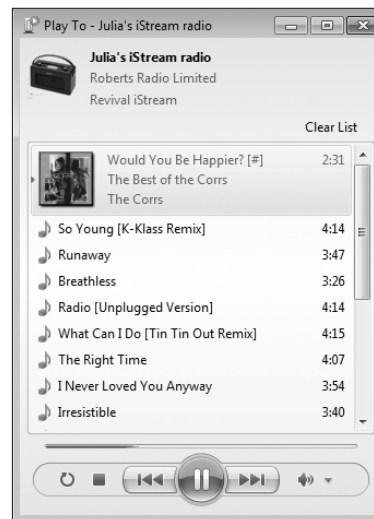 Play To - Julia's iStream radio
Julia's iStream radio
Roberts Radio Limited
Revival iStream
Clear List
Would You Be Happier? [#] 2:31
The Best of the Corrs
The Corrs
So Young [K-Klass Remix] 4:14
Runaway 3:47
Breathless 3:26
Radio [Unplugged Version] 4:14
What Can I Do [Tin Tin Out Remix] 4:15
The Right Time 4:07
I Never Loved You Anyway 3:54
Irresistible 3:40